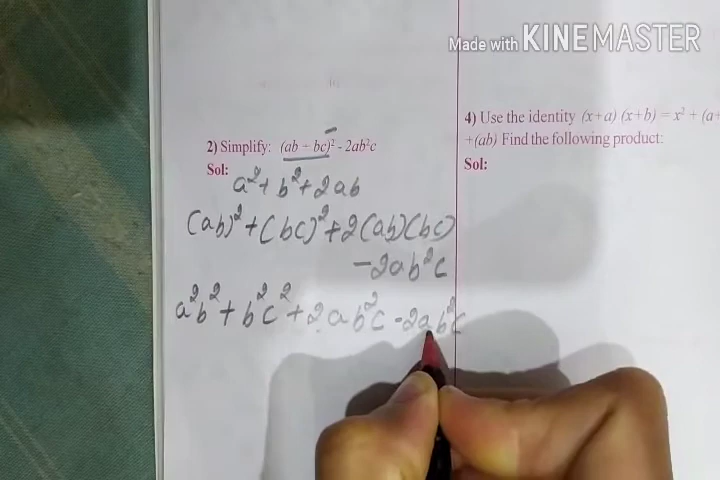 Made with KINEMASTER
2) Simplify: (ab + bc)² - 2ab²c
Sol:
a² + b² + 2ab
(ab)² + (bc)² + 2(ab)(bc)
- 2ab²c
a²b² + b²c² + 2ab²c - 2ab²c
4) Use the identity (x+a) (x+b) = x² + (a+
+(ab) Find the following product:
Sol: